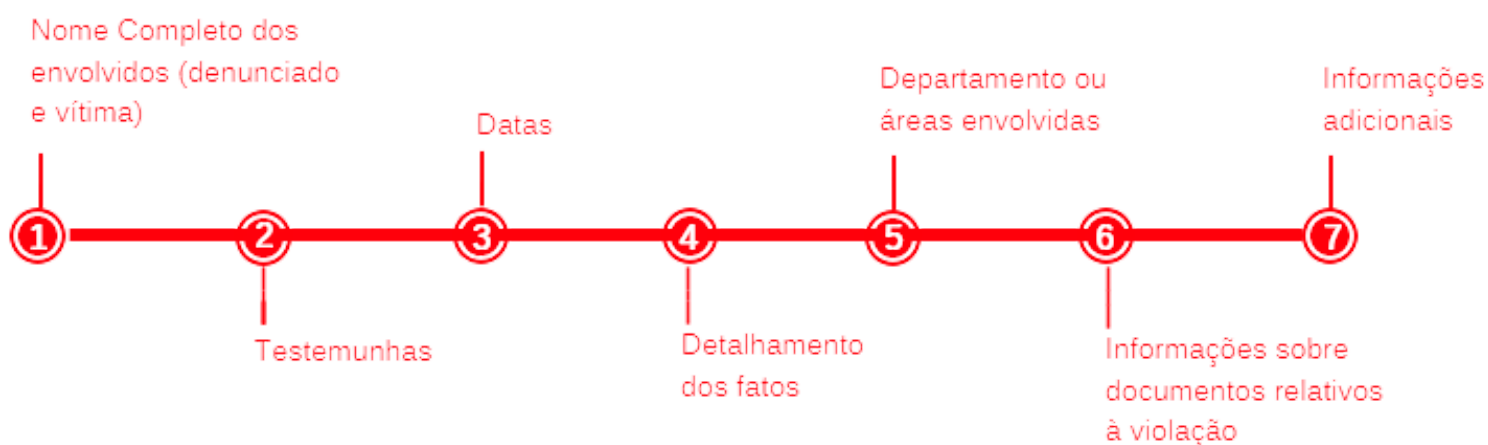 Nome Completo dos
envolvidos (denunciado
e vítima)
Datas
Departamento ou
áreas envolvidas
Informações
adicionais
1
2
3
4
5
6
7
Testemunhas
Detalhamento
dos fatos
Informações sobre
documentos relativos
à violação